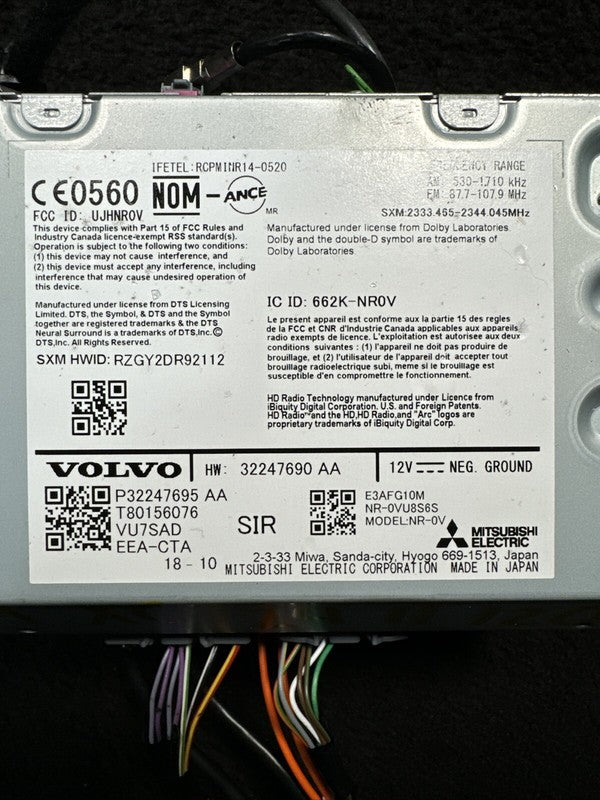 IFETEL:RCPMINR14-0520
CE0560 NOM-ANCE
MR
FCC ID: UJHNR0V
This device complies with Part 15 of FCC Rules and
Industry Canada licence-exempt RSS standard(s).
Operation is subject to the following two conditions:
(1) this device may not cause interference, and
(2) this device must accept any interference, including
interference that may cause undesired operation of
this device.
Manufactured under license from DTS Licensing
Limited. DTS, the Symbol, & DTS and the Symbol
together are registered trademarks & the DTS
Neural Surround is a trademarks of DTS,Inc.©
DTS,Inc. All Rights Reserved.
SXM HWID: RZGY2DR92112
FREQUENCY RANGE
AM: 530-1,710 kHz
FM: 87.7-107.9 MHz
SXM:2333.465-2344.045MHz
Manufactured under license from Dolby Laboratories
Dolby and the double-D symbol are trademarks of
Dolby Laboratories
IC ID: 662K-NR0V
Le present appareil est conforme aux la partie 15 des regles
de la FCC et CNR d'Industrie Canada applicables aux appareils
radio exempts de licence. L'exploitation est autorisee aux deux
conditions suivantes : (1) l'appareil ne doit pas produire de
brouillage, et (2) l'utilisateur de l'appareil doit accepter tout
brouillage radioelectrique subi, meme si le brouillage est
susceptible d'en compromettre le fonctionnement.
HD Radio Technology manufactured under Licence from
iBiquity Digital Corporation. U.S. and Foreign Patents.
HD Radio™and the HD,HD Radio,and "Arc" logos are
proprietary trademarks of iBiquity Digital Corp.
VOLVO
HW: 32247690 AA
12V NEG. GROUND
P32247695 AA
T80156076
VU7SAD
EEA-CTA
18-10
SIR
E3AFG10M
NR-0VU8S6S
MODEL:NR-0V
MITSUBISHI
ELECTRIC
2-3-33 Miwa, Sanda-city, Hyogo 669-1513, Japan
MITSUBISHI ELECTRIC CORPORATION MADE IN JAPAN